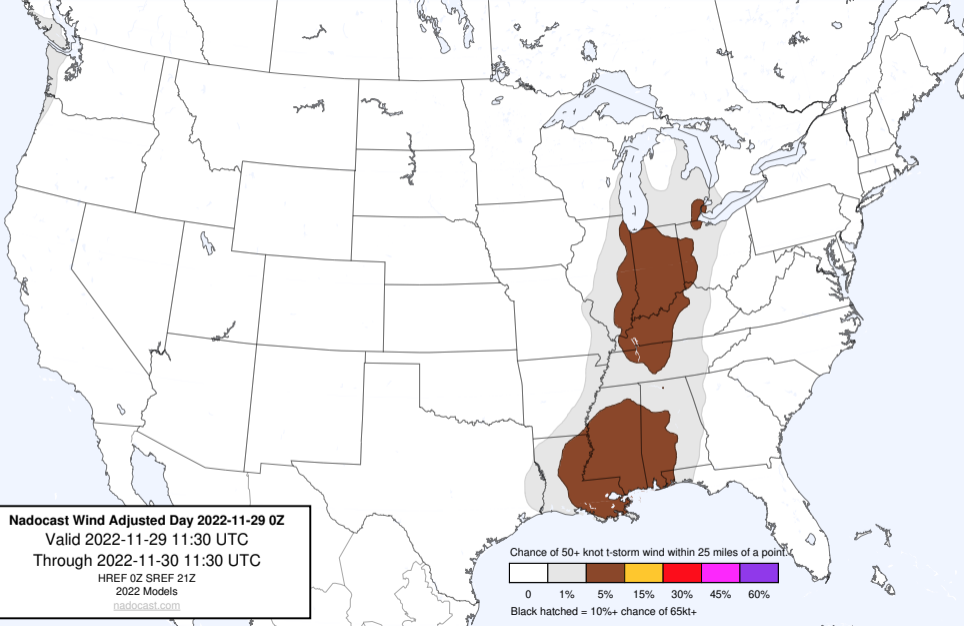 Nadocast Wind Adjusted Day 2022-11-29 0Z
Valid 2022-11-29 11:30 UTC
Through 2022-11-30 11:30 UTC
HREF 0Z SREF 21Z
2022 Models
nadocast.com
Chance of 50+ knot t-storm wind within 25 miles of a point.
0 1% 5% 15% 30% 45% 60%
Black hatched = 10%+ chance of 65kt+